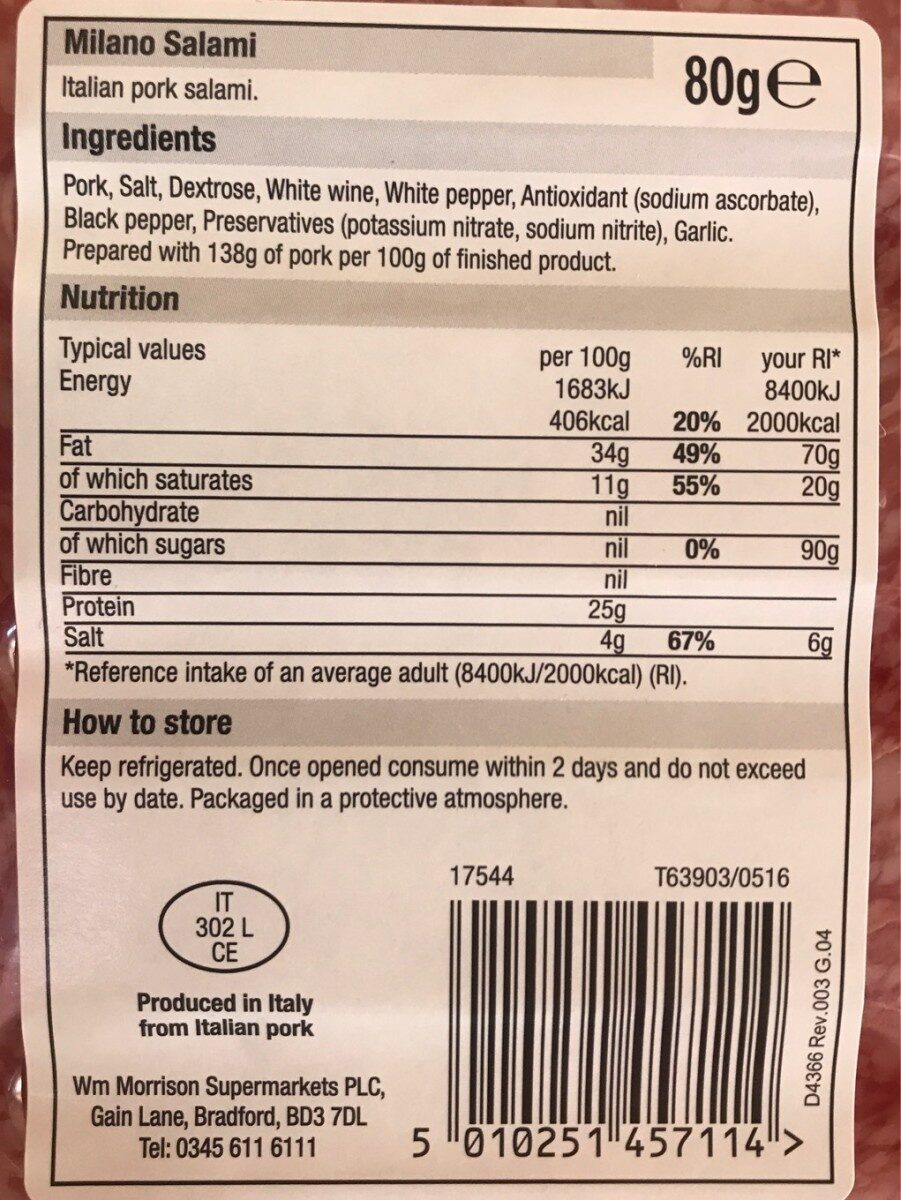 Milano Salami
80g℮
Italian pork salami.
Ingredients
Pork, Salt, Dextrose, White wine, White pepper, Antioxidant (sodium ascorbate),
Black pepper, Preservatives (potassium nitrate, sodium nitrite), Garlic.
Prepared with 138g of pork per 100g of finished product.
Nutrition
Typical values per 100g %RI your RI*
Energy 1683kJ 8400kJ
406kcal 20% 2000kcal
Fat 34g 49% 70g
of which saturates 11g 55% 20g
Carbohydrate nil
of which sugars nil 0% 90g
Fibre nil
Protein 25g
Salt 4g 67% 6g
*Reference intake of an average adult (8400kJ/2000kcal) (RI).
How to store
Keep refrigerated. Once opened consume within 2 days and do not exceed
use by date. Packaged in a protective atmosphere.
IT
302 L
CE
Produced in Italy
from Italian pork
Wm Morrison Supermarkets PLC,
Gain Lane, Bradford, BD3 7DL
Tel: 0345 611 6111
17544 T63903/0516
5 010251 457114 >
D4366 Rev.003 G.04